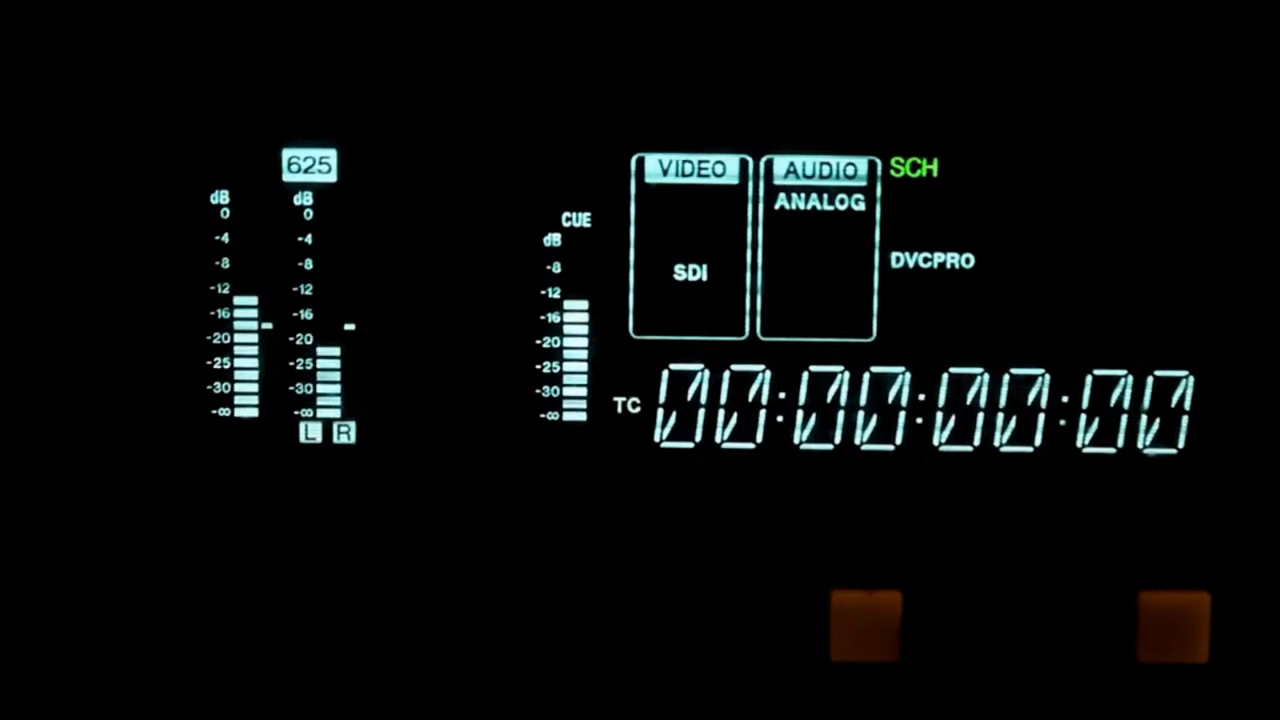 625
VIDEO AUDIO SCH
ANALOG
dB dB
0 0
-4 -4
-8 -8
-12 -12
-16 -16
-20 -20
-25 -25
-30 -30
-∞ -∞
L R
CUE
dB
-8
-12
-16
-20
-25
-30
-∞
SDI
DVCPRO
TC 00:00:00:00